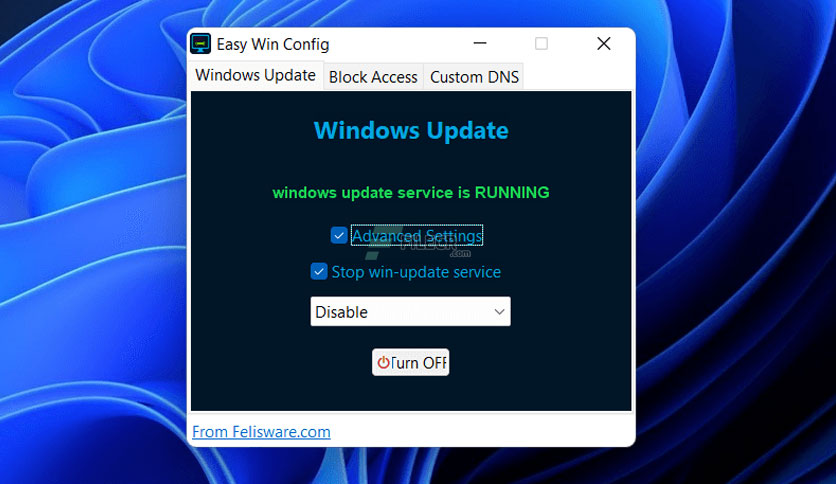 Easy Win Config
Windows Update Block Access Custom DNS
Windows Update
windows update service is RUNNING
Advanced Settings
Stop win-update service
Disable
Turn OFF
From Felisware.com